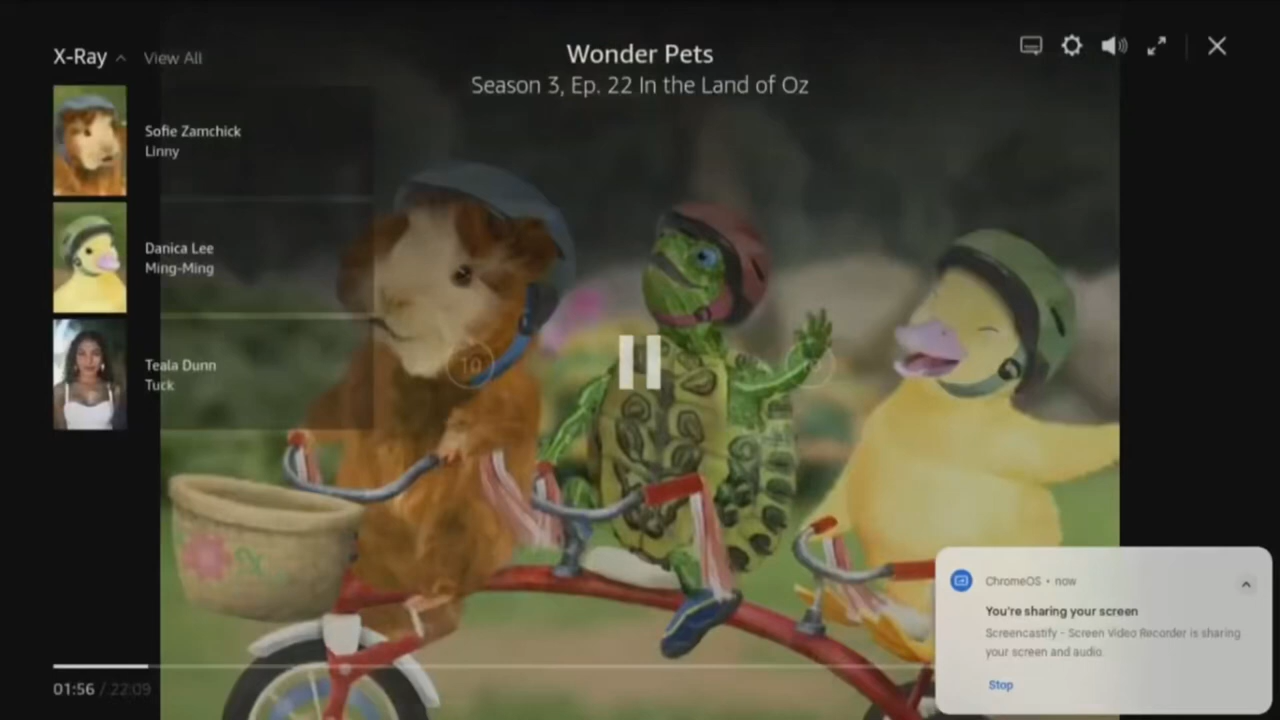 X-Ray View All
Wonder Pets
Season 3, Ep. 22 In the Land of Oz
Sofie Zamchick
Linny
Danica Lee
Ming-Ming
Teala Dunn
Tuck
10
01:56 / 22:09
ChromeOS • now
You're sharing your screen
Screencastify - Screen Video Recorder is sharing
your screen and audio.
Stop